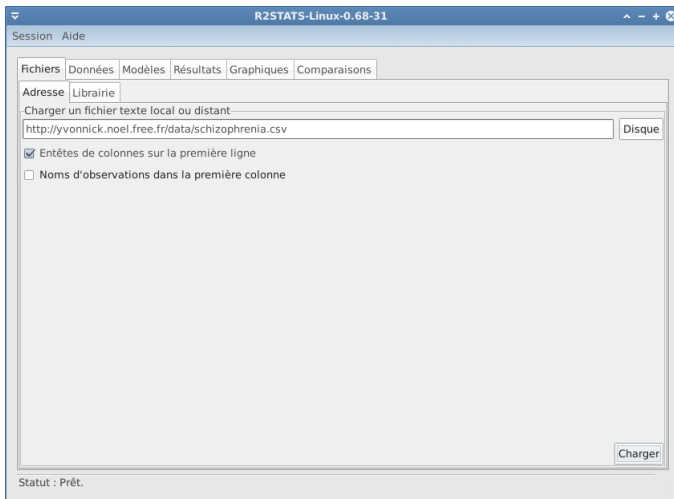 R2STATS-Linux-0.68-31
Session Aide
Fichiers Données Modèles Résultats Graphiques Comparaisons
Adresse Librairie
Charger un fichier texte local ou distant
http://yvonnick.noel.free.fr/data/schizophrenia.csv Disque
Entêtes de colonnes sur la première ligne
Noms d'observations dans la première colonne
Charger
Statut : Prêt.